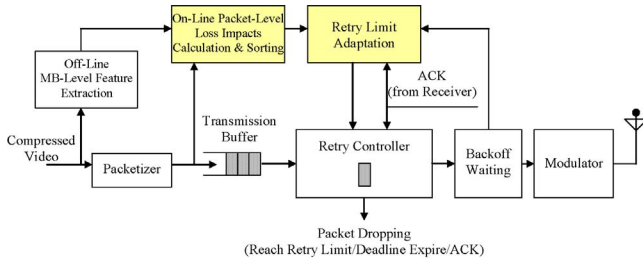 On-Line Packet-Level
Loss Impacts
Calculation & Sorting
Retry Limit
Adaptation
Off-Line
MB-Level Feature
Extraction
ACK
(from Receiver)
Compressed
Video
Packetizer
Transmission
Buffer
Retry Controller
Backoff
Waiting
Modulator
Packet Dropping
(Reach Retry Limit/Deadline Expire/ACK)